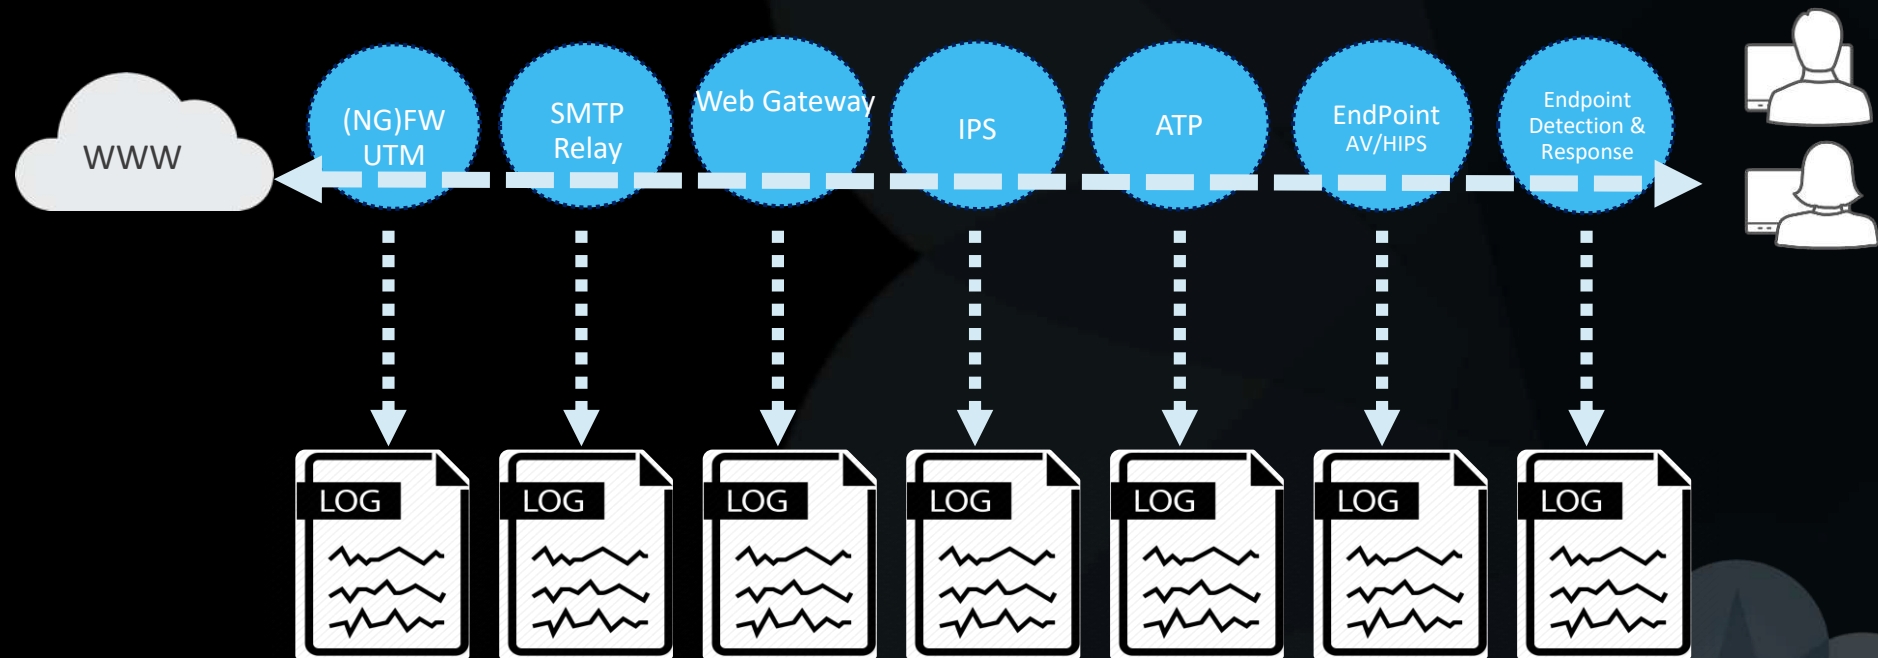 WWW
(NG)FW
UTM
SMTP
Relay
Web Gateway
IPS
ATP
EndPoint
AV/HIPS
Endpoint
Detection &
Response
LOG
LOG
LOG
LOG
LOG
LOG
LOG